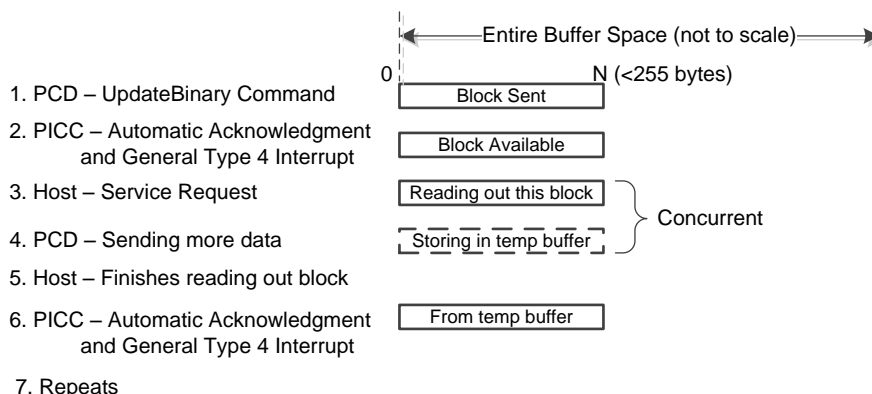 Entire Buffer Space (not to scale)
0
N (<255 bytes)
1. PCD – UpdateBinary Command
Block Sent
2. PICC – Automatic Acknowledgment
and General Type 4 Interrupt
Block Available
3. Host – Service Request
Reading out this block
Concurrent
4. PCD – Sending more data
Storing in temp buffer
5. Host – Finishes reading out block
6. PICC – Automatic Acknowledgment
and General Type 4 Interrupt
From temp buffer
7. Repeats